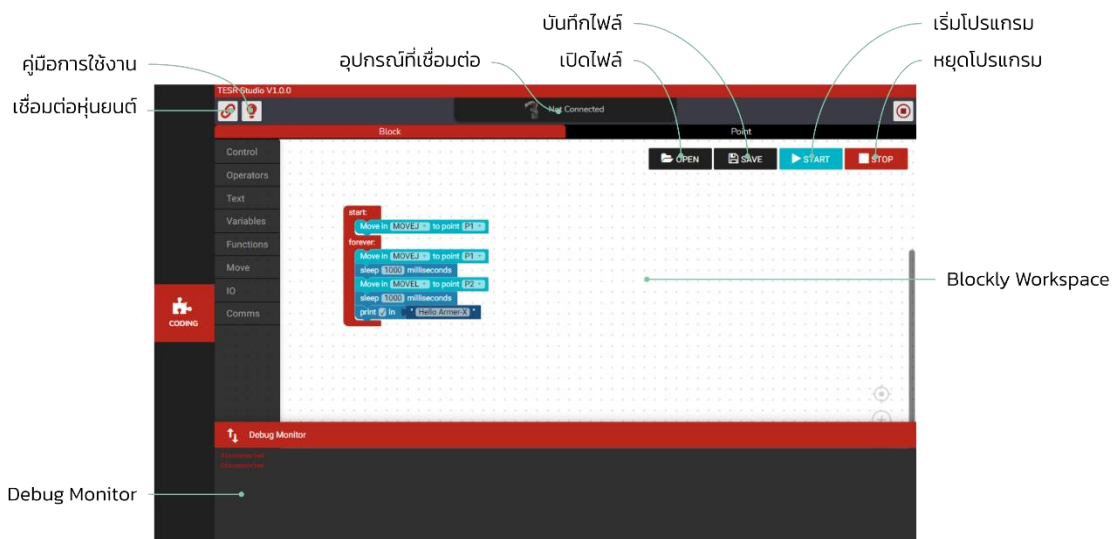 บันทึกไฟล์
เริ่มโปรแกรม
คู่มือการใช้งาน
อุปกรณ์ที่เชื่อมต่อ
เปิดไฟล์
หยุดโปรแกรม
เชื่อมต่อหุ่นยนต์
TESR Studio V1.0.0
Not Connected
Block
Point
OPEN
SAVE
START
STOP
Control
Operators
Text
Variables
Functions
Move
IO
Comms
CODING
start:
Move in MOVEJ to point P1
forever:
Move in MOVEJ to point P1
sleep 1000 milliseconds
Move in MOVEL to point P2
sleep 1000 milliseconds
print ln " Hello Armer-X "
Blockly Workspace
Debug Monitor
Debug Monitor